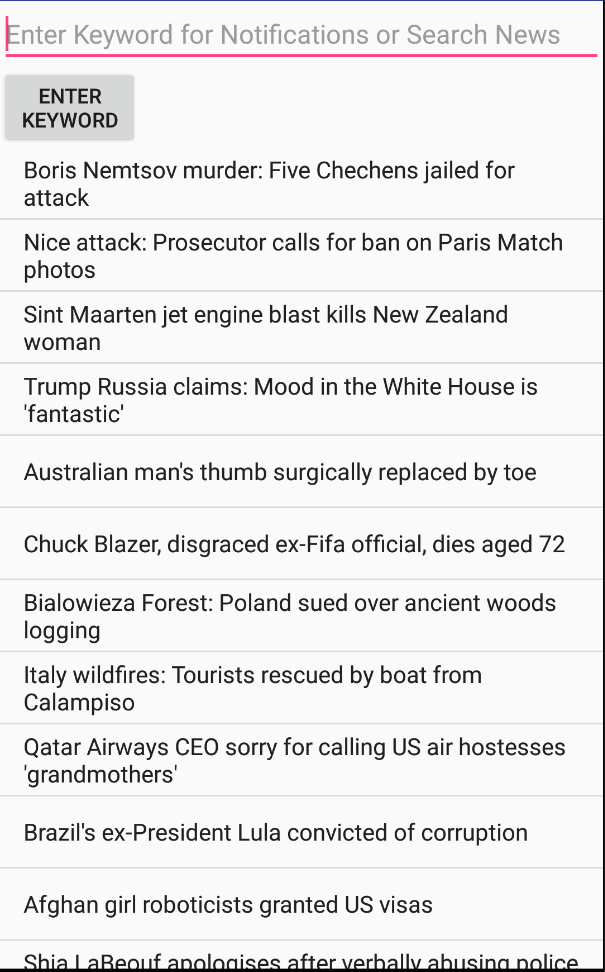 Enter Keyword for Notifications or Search News
ENTER
KEYWORD
Boris Nemtsov murder: Five Chechens jailed for
attack
Nice attack: Prosecutor calls for ban on Paris Match
photos
Sint Maarten jet engine blast kills New Zealand
woman
Trump Russia claims: Mood in the White House is
'fantastic'
Australian man's thumb surgically replaced by toe
Chuck Blazer, disgraced ex-Fifa official, dies aged 72
Bialowieza Forest: Poland sued over ancient woods
logging
Italy wildfires: Tourists rescued by boat from
Calampiso
Qatar Airways CEO sorry for calling US air hostesses
'grandmothers'
Brazil's ex-President Lula convicted of corruption
Afghan girl roboticists granted US visas
Shia LaBeouf apologises after verbally abusing police